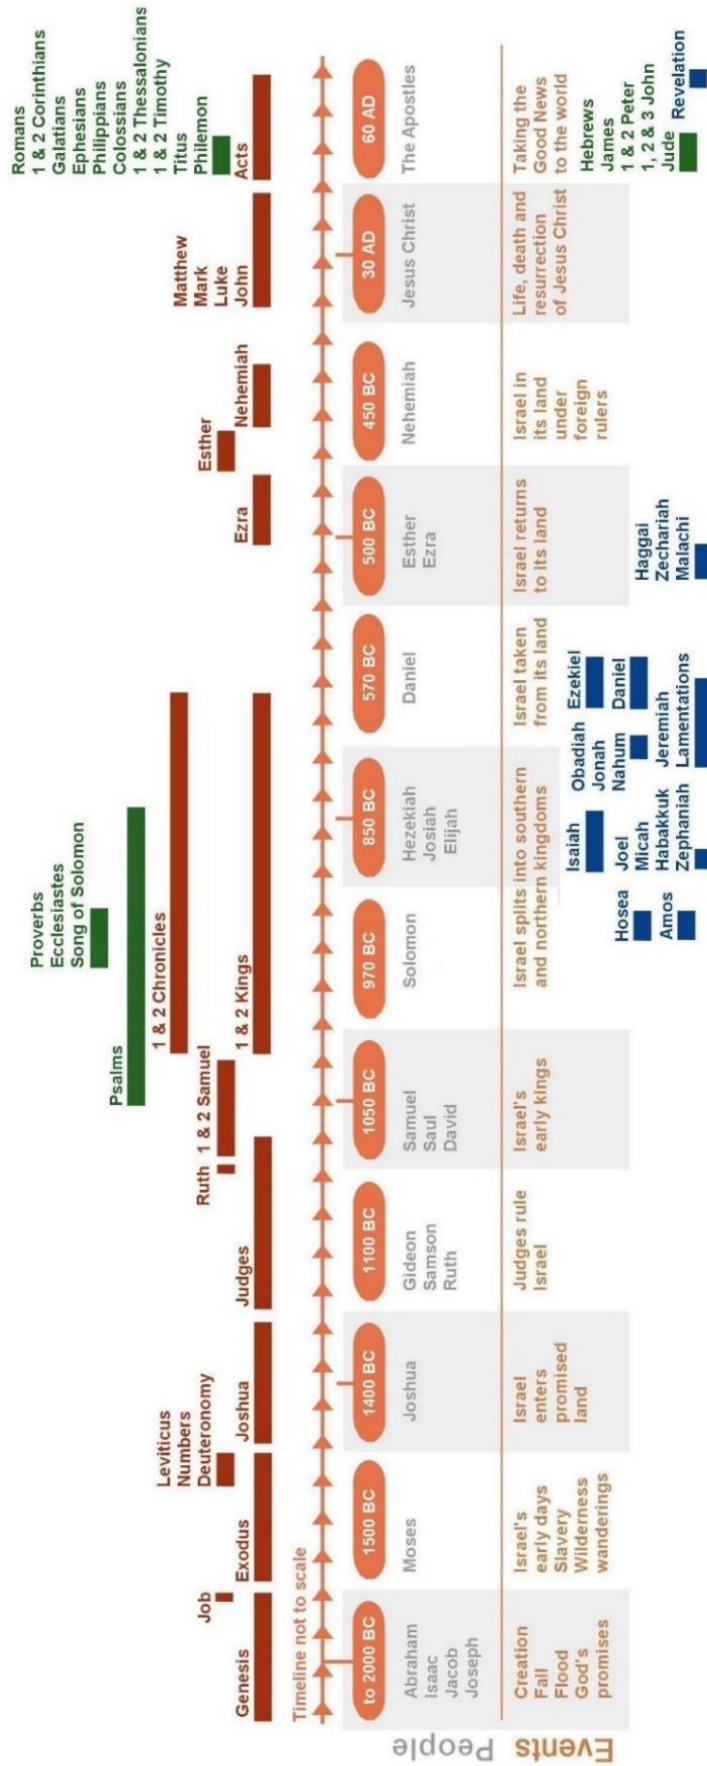 Proverbs
Ecclesiastes
Song of Solomon
Psalms
1 & 2 Chronicles
Romans
1 & 2 Corinthians
Galatians
Ephesians
Philippians
Colossians
1 & 2 Thessalonians
1 & 2 Timothy
Titus
Philemon
Leviticus
Numbers
Deuteronomy
Matthew
Mark
Luke
John
Job
Ruth
1 & 2 Samuel
Esther
Genesis
Exodus
Joshua
Judges
1 & 2 Kings
Ezra
Nehemiah
Acts
Timeline not to scale
to 2000 BC
1500 BC
1400 BC
1100 BC
1050 BC
970 BC
850 BC
570 BC
500 BC
450 BC
30 AD
60 AD
People
Abraham
Isaac
Jacob
Joseph
Moses
Joshua
Gideon
Samson
Ruth
Samuel
Saul
David
Solomon
Hezekiah
Josiah
Elijah
Daniel
Esther
Ezra
Nehemiah
Jesus Christ
The Apostles
Events
Creation
Fall
Flood
God's
promises
Israel's
early days
Slavery
Wilderness
wanderings
Israel
enters
promised
land
Judges rule
Israel
Israel's
early kings
Israel splits into southern
and northern kingdoms
Israel taken
from its land
Israel returns
to its land
Israel in
its land
under
foreign
rulers
Life, death and
resurrection
of Jesus Christ
Taking the
Good News
to the world
Hosea
Amos
Isaiah
Joel
Micah
Habakkuk
Zephaniah
Obadiah
Jonah
Nahum
Ezekiel
Daniel
Jeremiah
Lamentations
Haggai
Zechariah
Malachi
Hebrews
James
1 & 2 Peter
1, 2 & 3 John
Jude
Revelation